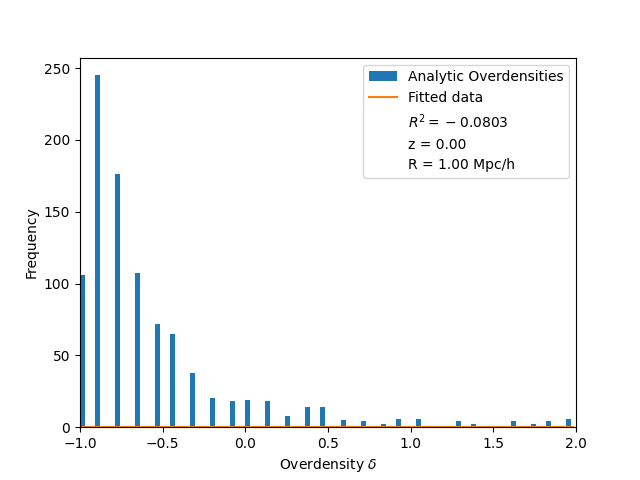 250
200
150
100
50
0
Frequency
−1.0 −0.5 0.0 0.5 1.0 1.5 2.0
Overdensity δ
Analytic Overdensities
Fitted data
R² = − 0.0803
z = 0.00
R = 1.00 Mpc/h